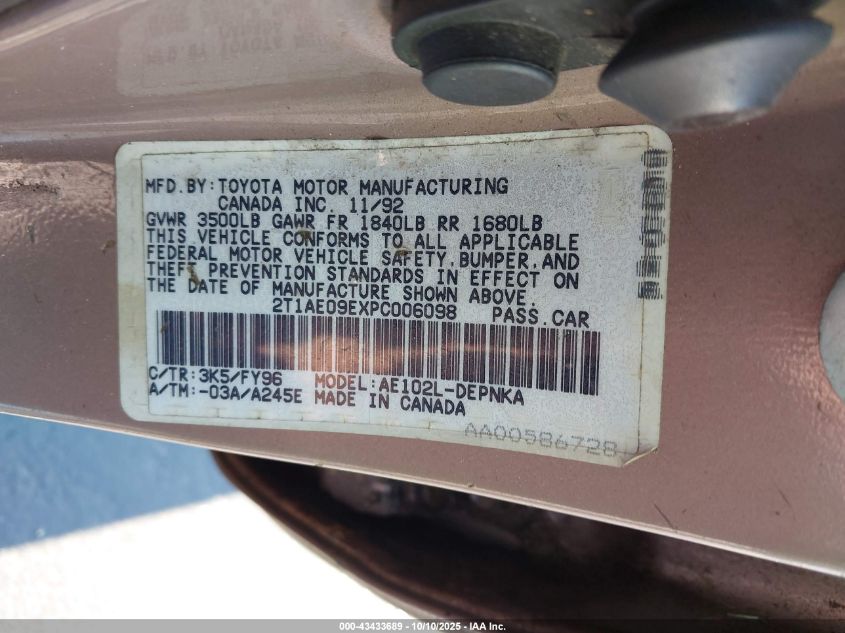 MFD. BY: TOYOTA MOTOR MANUFACTURING
CANADA INC. 11/92
GVWR 3500LB GAWR FR 1840LB RR 1680LB
THIS VEHICLE CONFORMS TO ALL APPLICABLE
FEDERAL MOTOR VEHICLE SAFETY, BUMPER, AND
THEFT PREVENTION STANDARDS IN EFFECT ON
THE DATE OF MANUFACTURE SHOWN ABOVE.
2T1AE09EXPC006098 PASS. CAR
C/TR: 3K5/FY96 MODEL: AE102L-DEPNKA
A/TM: -03A/A245E MADE IN CANADA
AA00586728
000-43433689 - 10/10/2025 - IAA Inc.